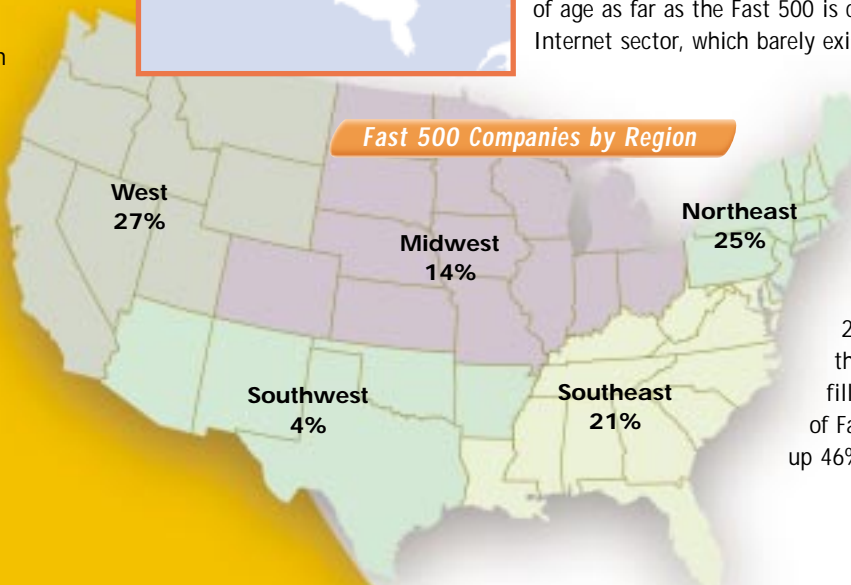 of age as far as the Fast 500 is
Internet sector, which barely
n
Fast 500 Companies by Region
West
27%
Midwest
14%
Northeast
25%
Southwest
4%
Southeast
21%
2
th
fill
of Fa
up 46%